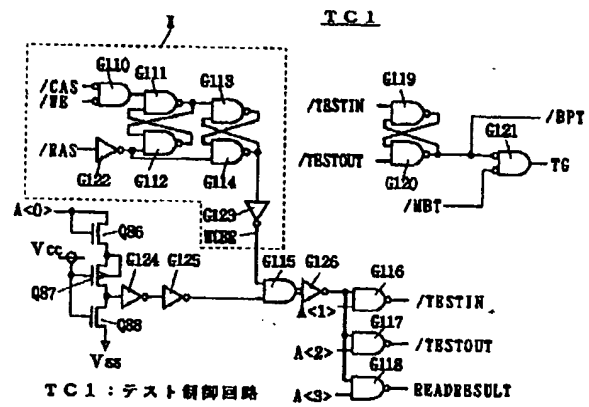 TC1
X
G110
G111
G113
/CAS
/WE
/RAS
G122
G112
G114
G123
WCBR
G119
/TESTIN
/TESTOUT
G120
G121
/BPT
TG
/MBT
A<0>
Q86
Vcc
Q87
G124
G125
Q88
Vss
G115
G126
G116
A<1>
/TESTIN
G117
A<2>
/TESTOUT
G118
A<3>
READRESULT
TC1:テスト制御回路